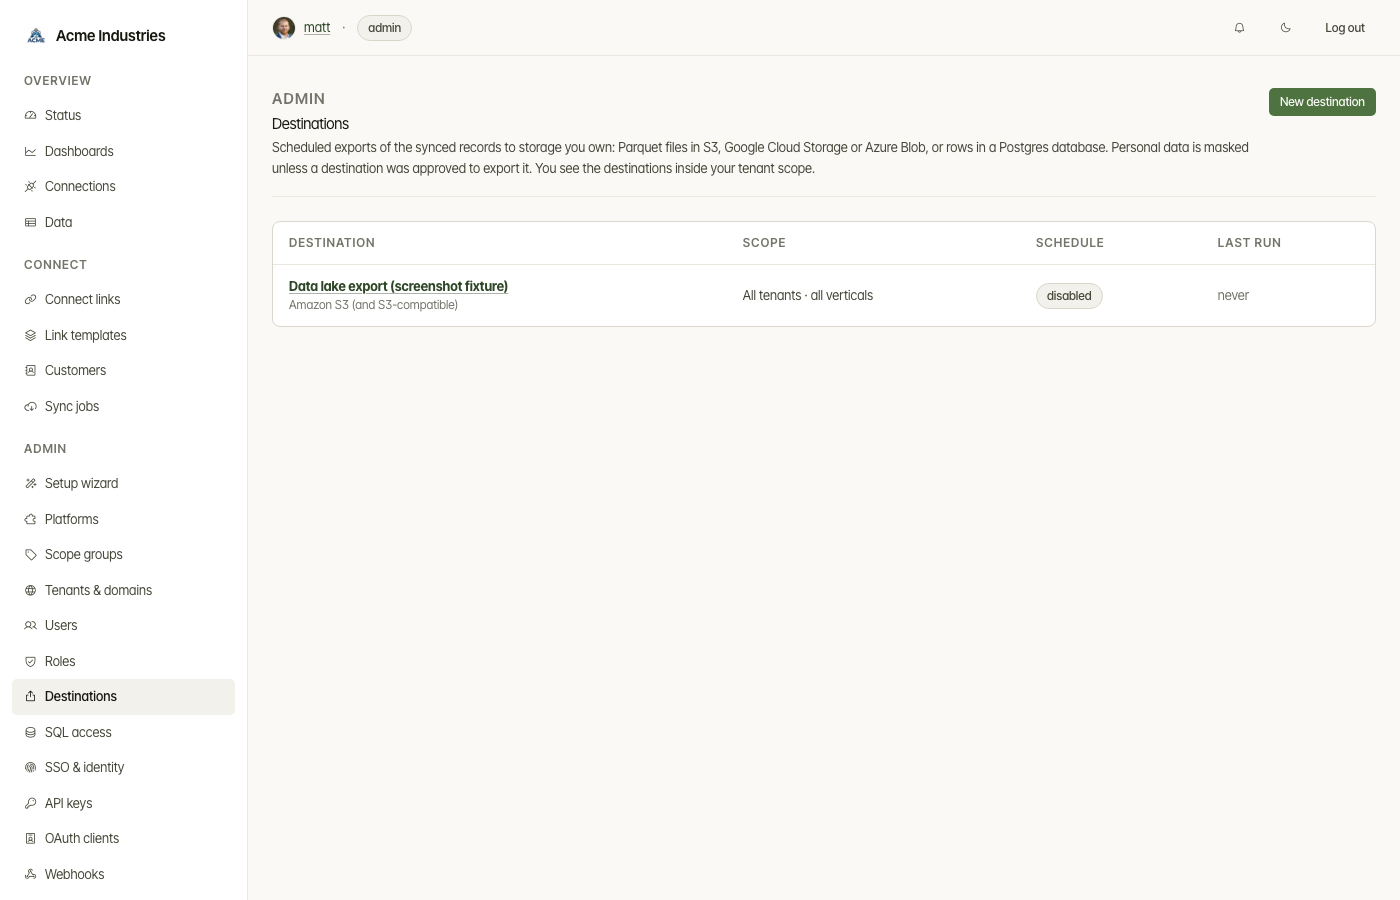 ACME
Acme Industries
OVERVIEW
Status
Dashboards
Connections
Data
CONNECT
Connect links
Link templates
Customers
Sync jobs
ADMIN
Setup wizard
Platforms
Scope groups
Tenants & domains
Users
Roles
Destinations
SQL access
SSO & identity
API keys
OAuth clients
Webhooks
matt · admin
Log out
ADMIN
Destinations
New destination
Scheduled exports of the synced records to storage you own: Parquet files in S3, Google Cloud Storage or Azure Blob, or rows in a Postgres database. Personal data is masked
unless a destination was approved to export it. You see the destinations inside your tenant scope.
DESTINATION SCOPE SCHEDULE LAST RUN
Data lake export (screenshot fixture)
Amazon S3 (and S3-compatible)
All tenants · all verticals
disabled
never